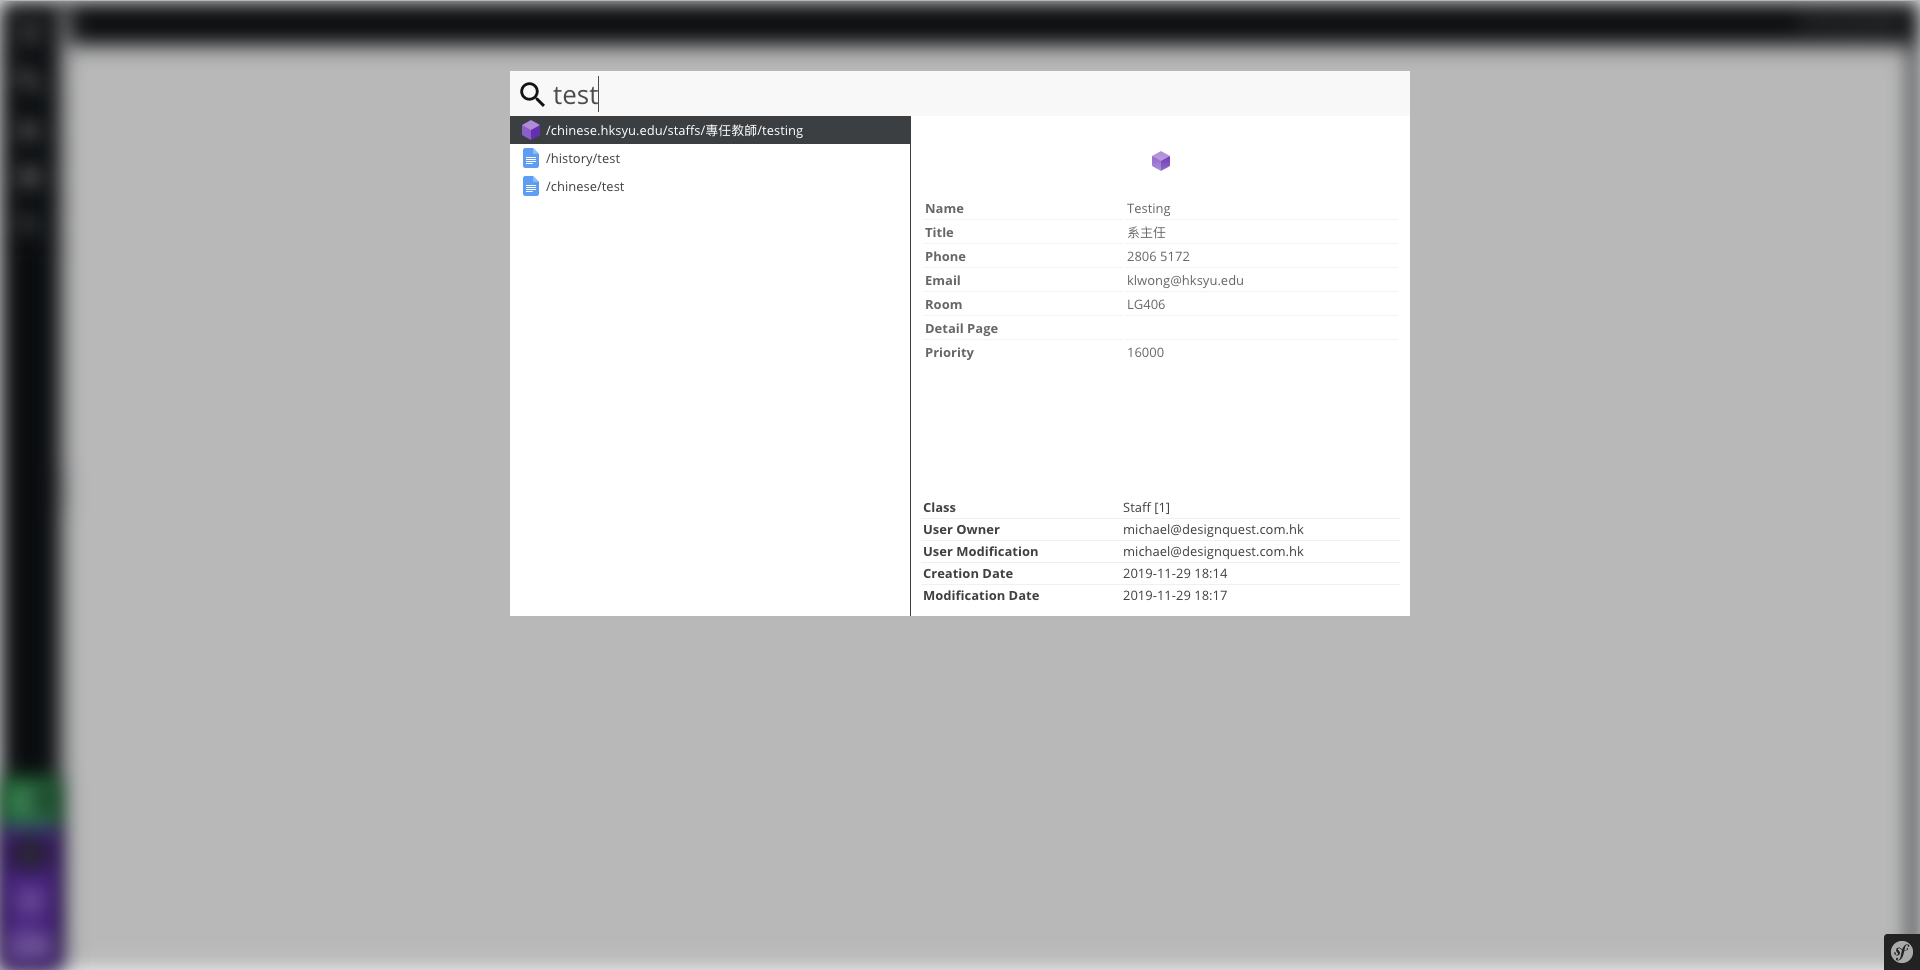 test
/chinese.hksyu.edu/staffs/專任教師/testing
/history/test
/chinese/test
Name Testing
Title 系主任
Phone 2806 5172
Email klwong@hksyu.edu
Room LG406
Detail Page
Priority 16000
Class Staff [1]
User Owner michael@designquest.com.hk
User Modification michael@designquest.com.hk
Creation Date 2019-11-29 18:14
Modification Date 2019-11-29 18:17
sf